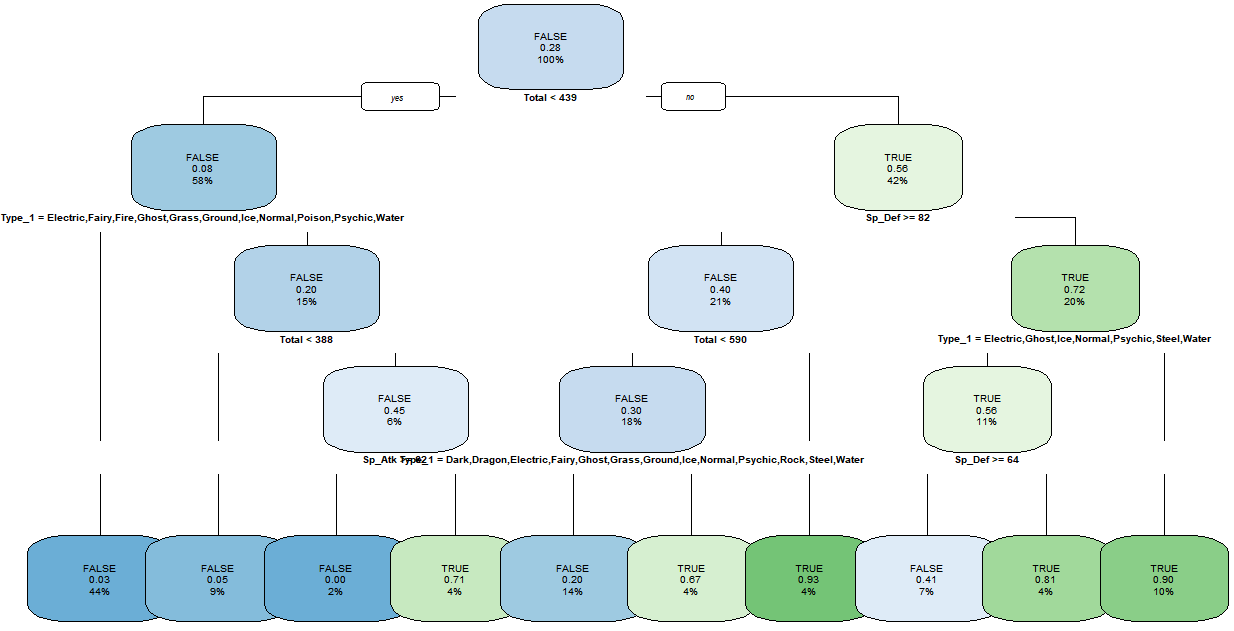 FALSE
0.28
100%
yes
Total < 439
no
FALSE
0.08
58%
TRUE
0.56
42%
Type_1 = Electric,Fairy,Fire,Ghost,Grass,Ground,Ice,Normal,Poison,Psychic,Water
Sp_Def >= 82
FALSE
0.20
15%
FALSE
0.40
21%
TRUE
0.72
20%
Total < 388
Total < 590
Type_1 = Electric,Ghost,Ice,Normal,Psychic,Steel,Water
FALSE
0.45
6%
FALSE
0.30
18%
TRUE
0.56
11%
Sp_Atk
Type_1 = Dark,Dragon,Electric,Fairy,Ghost,Grass,Ground,Ice,Normal,Psychic,Rock,Steel,Water
Sp_Def >= 64
FALSE
0.03
44%
FALSE
0.05
9%
FALSE
0.00
2%
TRUE
0.71
4%
FALSE
0.20
14%
TRUE
0.67
4%
TRUE
0.93
4%
FALSE
0.41
7%
TRUE
0.81
4%
TRUE
0.90
10%